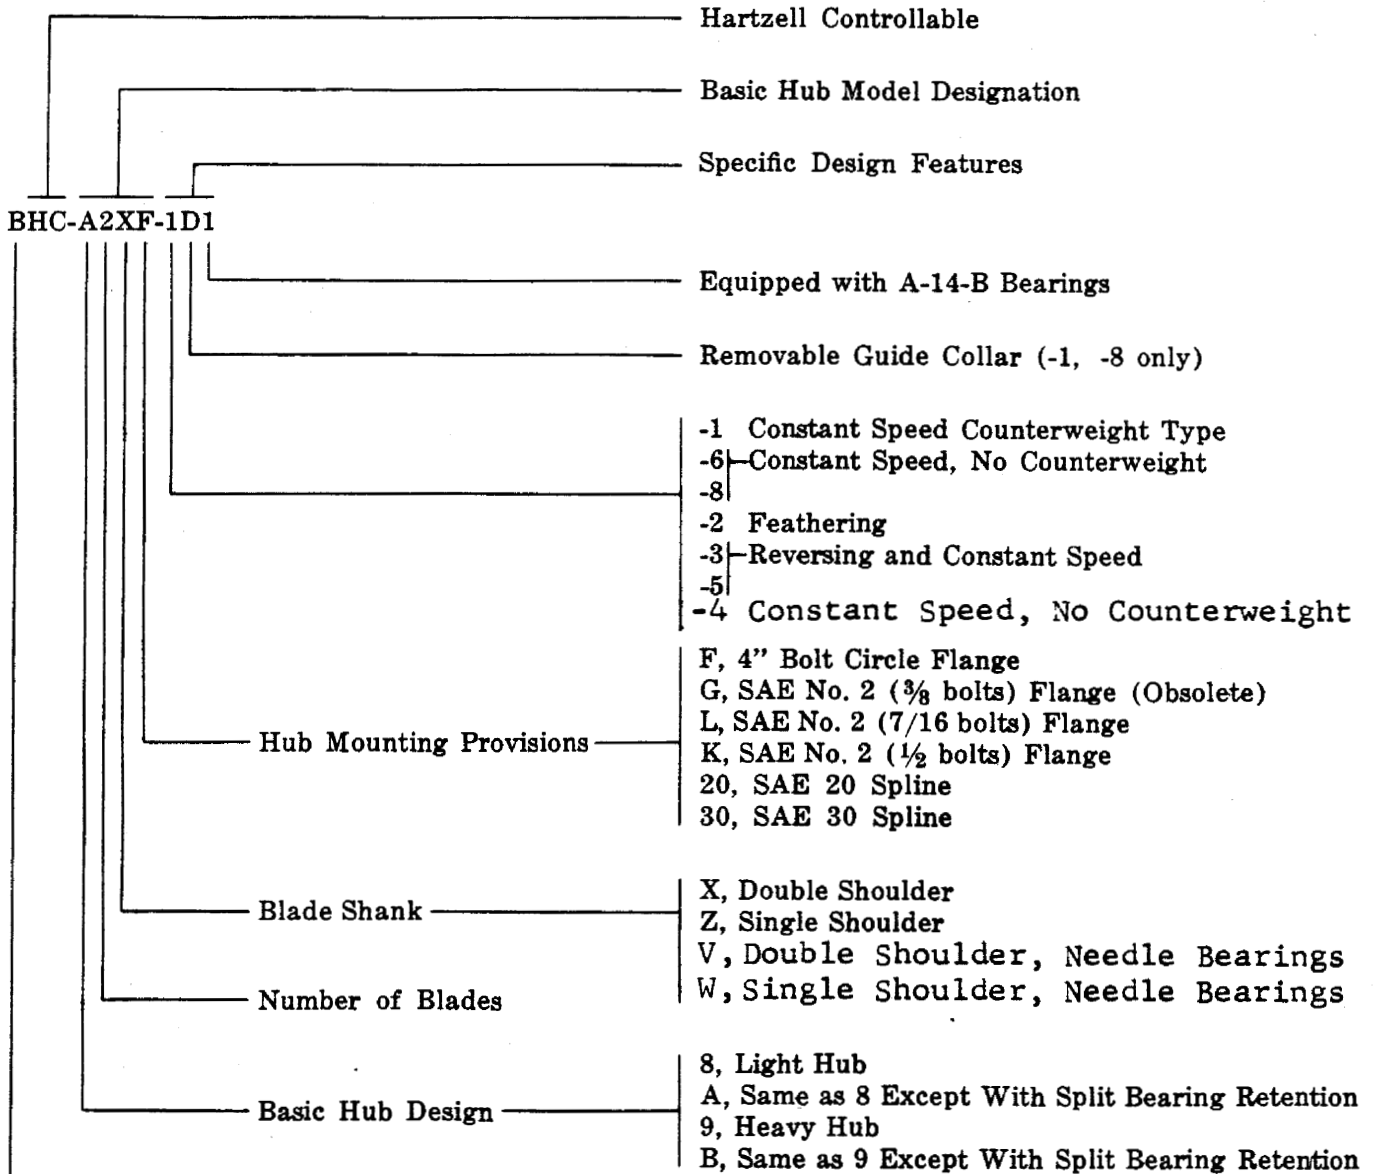 Hartzell Controllable
Basic Hub Model Designation
Specific Design Features
BHC-A2XF-1D1
Equipped with A-14-B Bearings
Removable Guide Collar (-1, -8 only)
-1 Constant Speed Counterweight Type
-6 Constant Speed, No Counterweight
-8
-2 Feathering
-3 Reversing and Constant Speed
-5
-4 Constant Speed, No Counterweight
Hub Mounting Provisions
F, 4” Bolt Circle Flange
G, SAE No. 2 (⅜ bolts) Flange (Obsolete)
L, SAE No. 2 (7/16 bolts) Flange
K, SAE No. 2 (½ bolts) Flange
20, SAE 20 Spline
30, SAE 30 Spline
Blade Shank
X, Double Shoulder
Z, Single Shoulder
V, Double Shoulder, Needle Bearings
W, Single Shoulder, Needle Bearings
Number of Blades
Basic Hub Design
8, Light Hub
A, Same as 8 Except With Split Bearing Retention
9, Heavy Hub
B, Same as 9 Except With Split Bearing Retention